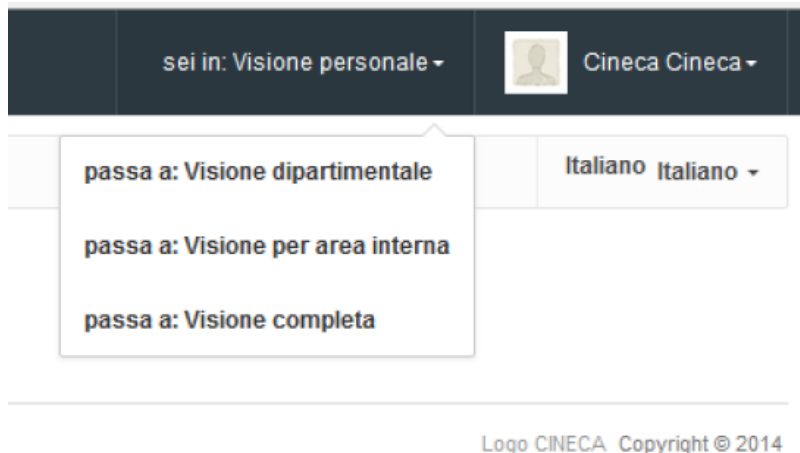 sei in: Visione personale
Cineca Cineca
passa a: Visione dipartimentale
Italiano Italiano
passa a: Visione per area interna
passa a: Visione completa
Logo CINECA Copyright © 2014